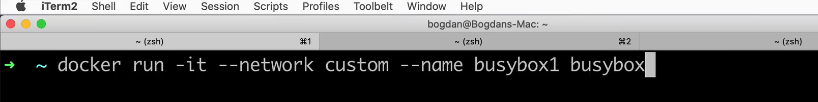 iTerm2 Shell Edit View Session Scripts Profiles Toolbelt Window Help
bogdan@Bogdans-Mac: ~
~ (zsh) ⌘1 ~ (zsh) ⌘2 ~ (zsh)
➜ ~ docker run -it --network custom --name busybox1 busybox